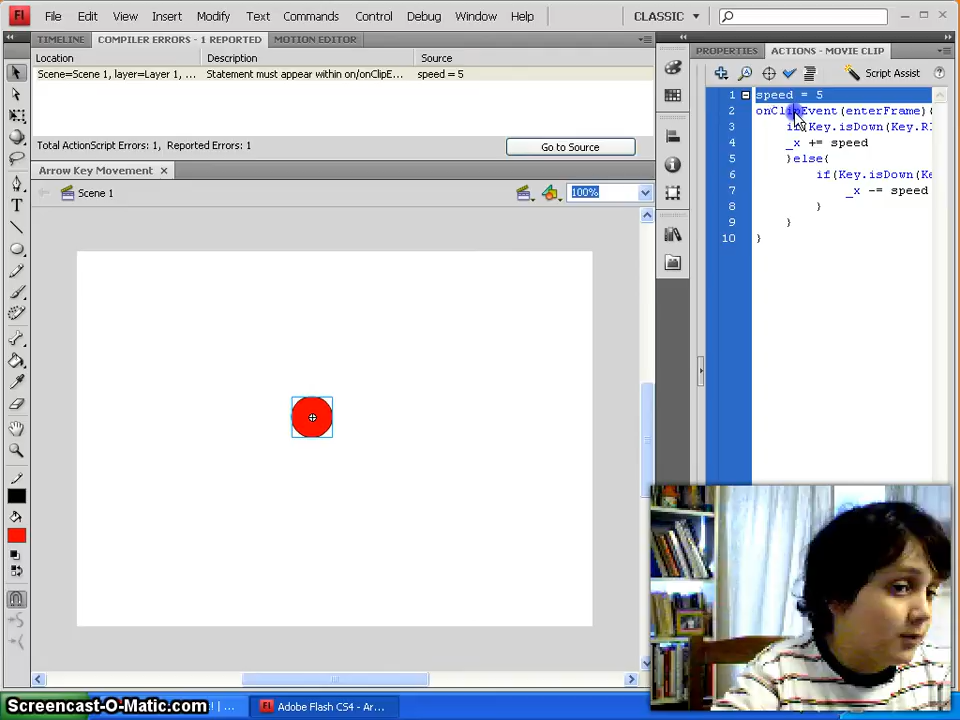 Fl File Edit View Insert Modify Text Commands Control Debug Window Help CLASSIC
TIMELINE COMPILER ERRORS - 1 REPORTED MOTION EDITOR
Location Description Source
Scene=Scene 1, layer=Layer 1, ... Statement must appear within on/onClipE... speed = 5
Total ActionScript Errors: 1, Reported Errors: 1 Go to Source
Arrow Key Movement
Scene 1 100%
PROPERTIES ACTIONS - MOVIE CLIP
Script Assist
1 speed = 5
2 onClipEvent(enterFrame){
3 if(Key.isDown(Key.RI
4 _x += speed
5 }else{
6 if(Key.isDown(Ke
7 _x -= speed
8 }
9 }
10 }
Screencast-O-Matic.com ! | ... Fl Adobe Flash CS4 - Ar...